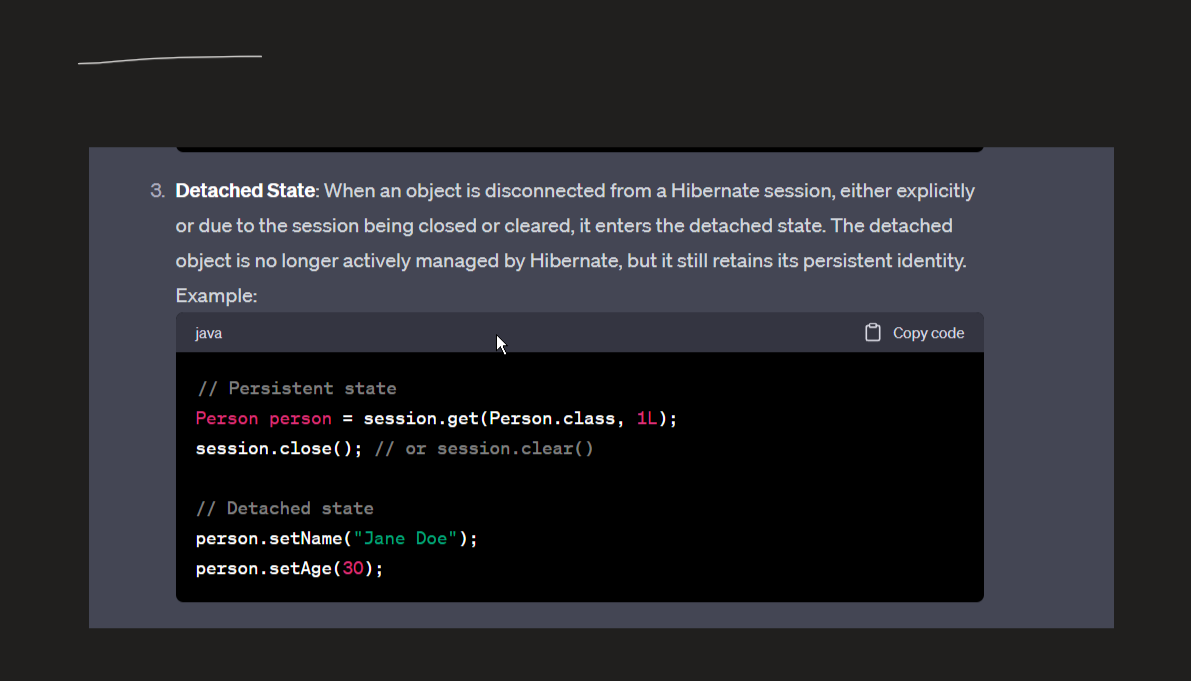 3. Detached State: When an object is disconnected from a Hibernate session, either explicitly
or due to the session being closed or cleared, it enters the detached state. The detached
object is no longer actively managed by Hibernate, but it still retains its persistent identity.
Example:
java Copy code
// Persistent state
Person person = session.get(Person.class, 1L);
session.close(); // or session.clear()
// Detached state
person.setName("Jane Doe");
person.setAge(30);